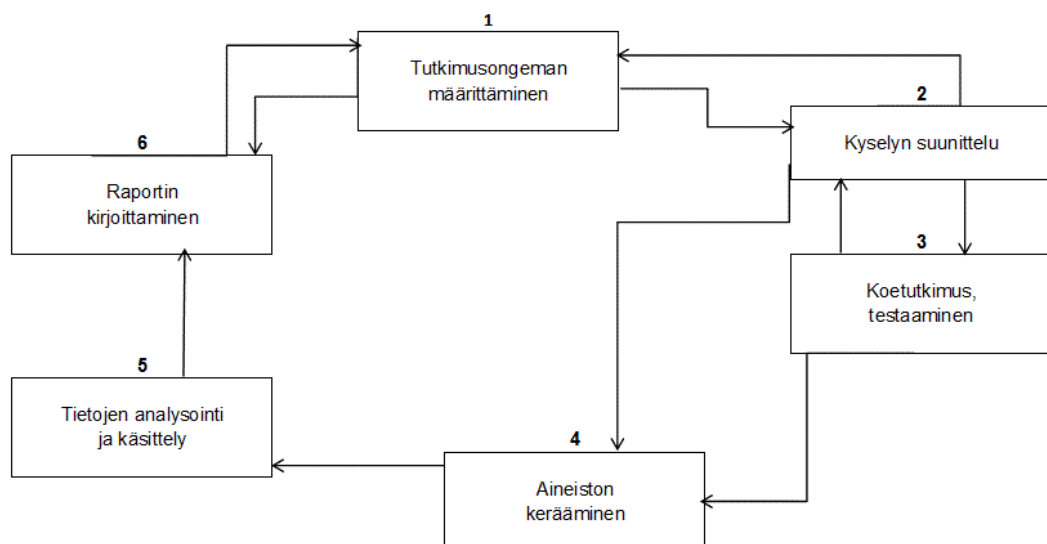 1
Tutkimusongeman
määrittäminen
2
Kyselyn suunittelu
3
Koetutkimus,
testaaminen
4
Aineiston
kerääminen
5
Tietojen analysointi
ja käsittely
6
Raportin
kirjoittaminen